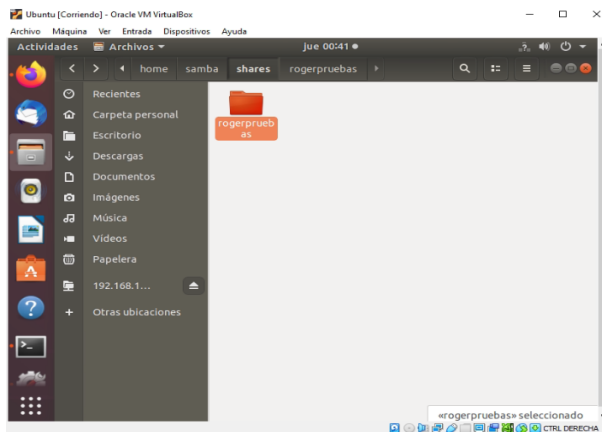 Ubuntu [Corriendo] - Oracle VM VirtualBox
Archivo Máquina Ver Entrada Dispositivos Ayuda
Actividades Archivos jue 00:41
home samba shares rogerpruebas
Recientes
Carpeta personal
Escritorio
Descargas
Documentos
Imágenes
Música
Vídeos
Papelera
192.168.1...
+ Otras ubicaciones
rogerprueb
as
«rogerpruebas» seleccionado
CTRL DERECHA